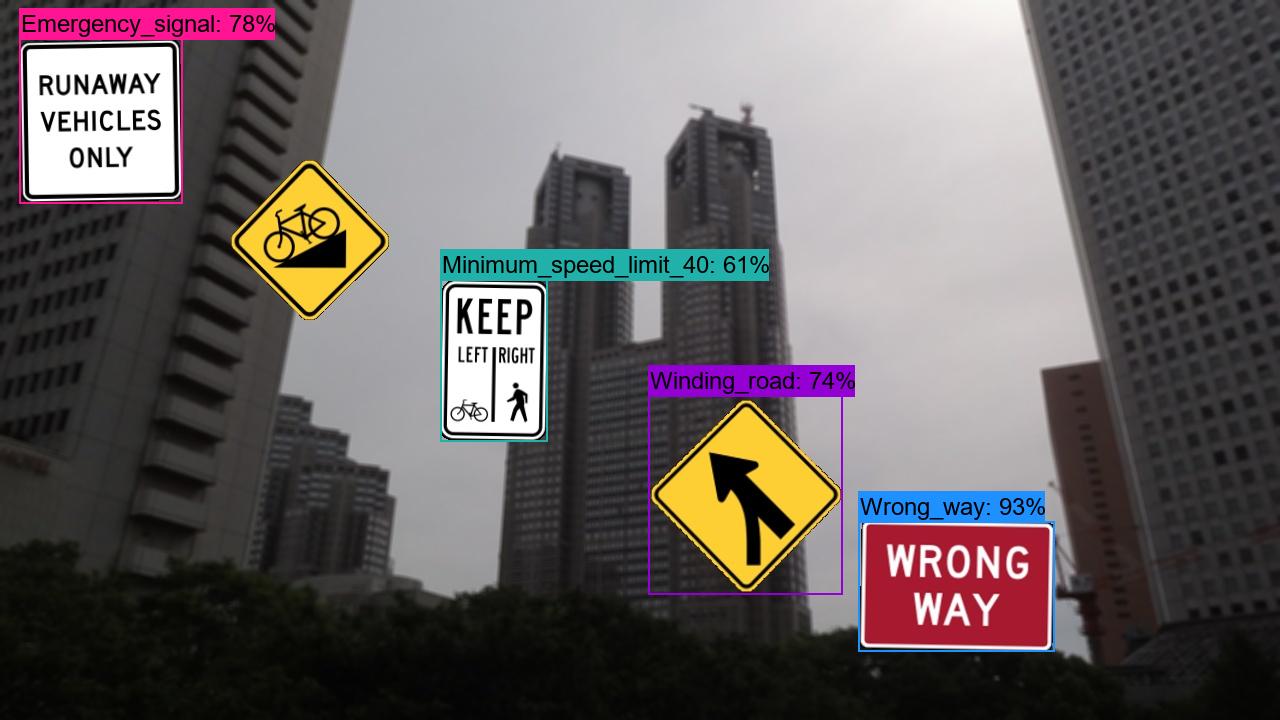 Emergency_signal: 78%
RUNAWAY
VEHICLES
ONLY
Minimum_speed_limit_40: 61%
KEEP
LEFT RIGHT
Winding_road: 74%
Wrong_way: 93%
WRONG
WAY